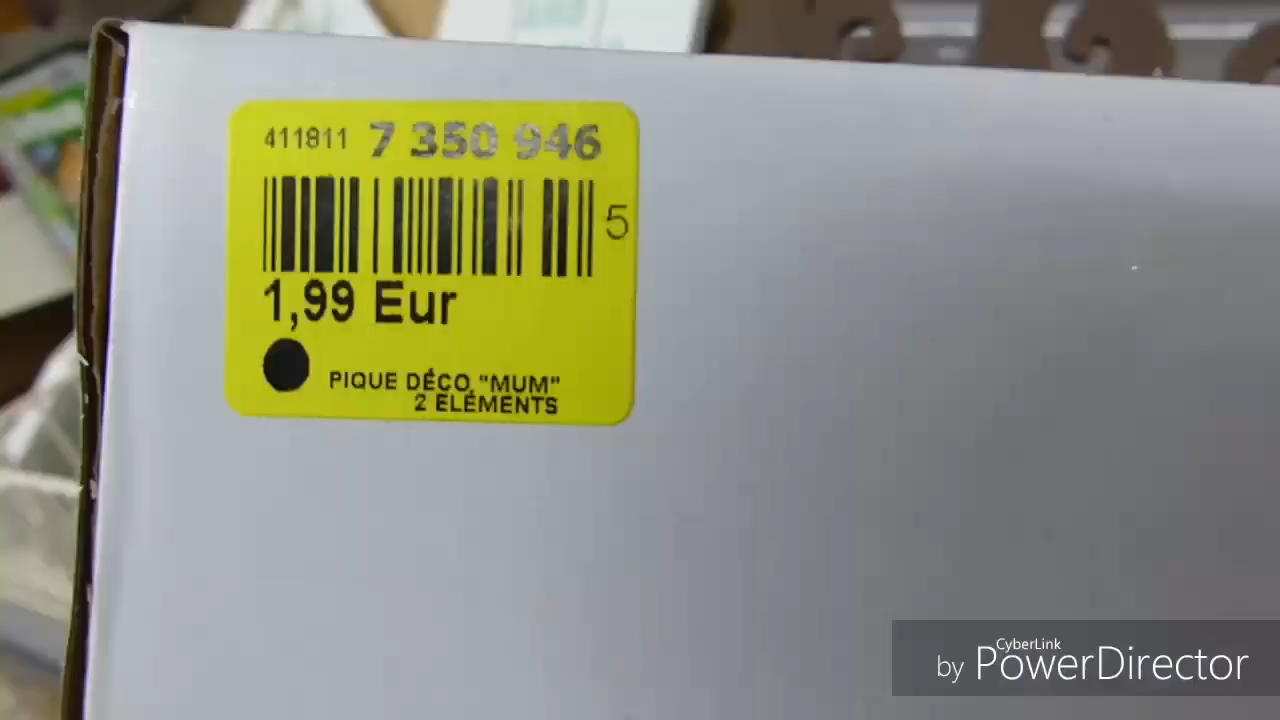 411811 7 350 946
5
1,99 Eur
PIQUE DÉCO "MUM"
2 ELÉMENTS
CyberLink
by PowerDirector